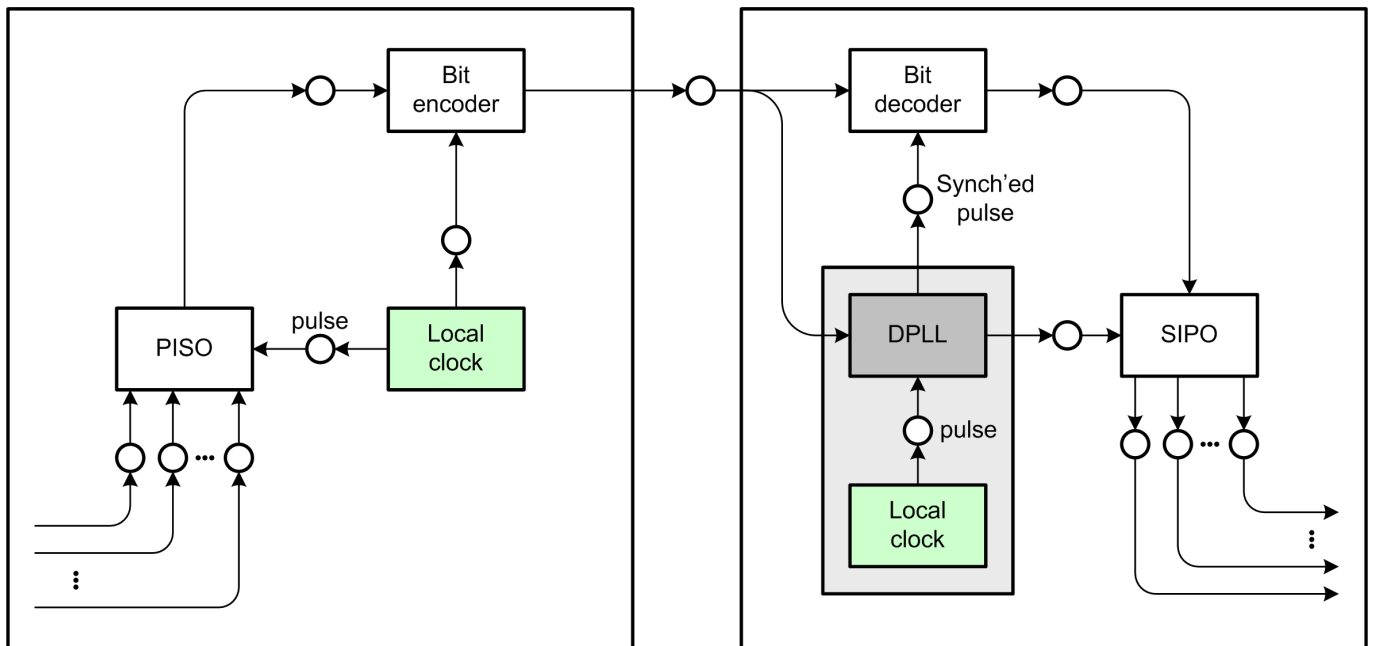 Bit
encoder
Bit
decoder
Synch'ed
pulse
pulse
PISO
Local
clock
DPLL
SIPO
pulse
Local
clock